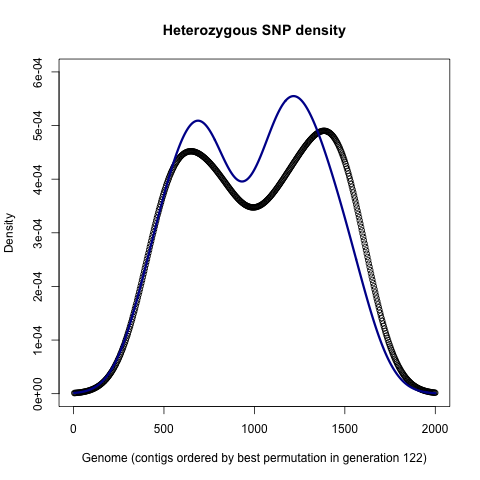 Heterozygous SNP density
6e-04
5e-04
4e-04
3e-04
2e-04
1e-04
0e+00
Density
0 500 1000 1500 2000
Genome (contigs ordered by best permutation in generation 122)